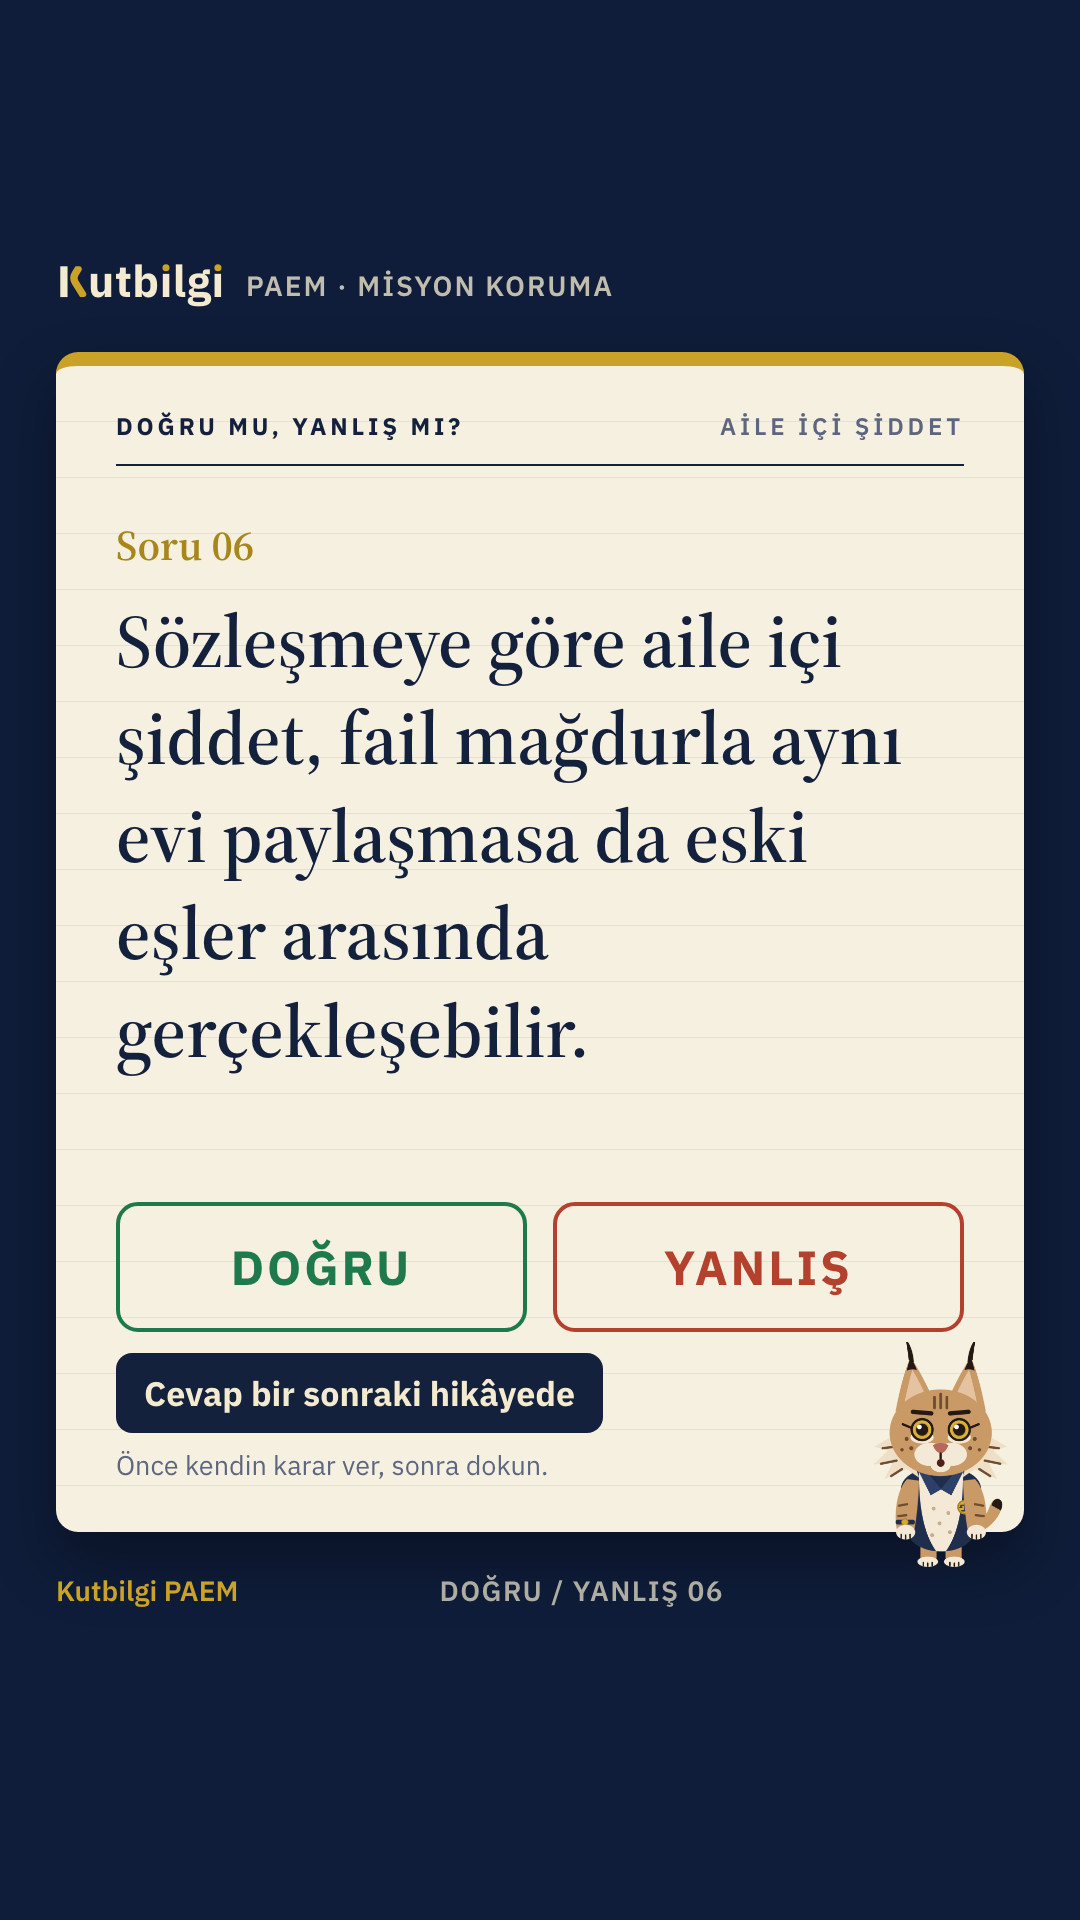 Kutbilgi PAEM · MİSYON KORUMA
DOĞRU MU, YANLIŞ MI? AİLE İÇİ ŞİDDET
Soru 06
Sözleşmeye göre aile içi
şiddet, fail mağdurla aynı
evi paylaşmasa da eski
eşler arasında
gerçekleşebilir.
DOĞRU YANLIŞ
Cevap bir sonraki hikâyede
Önce kendin karar ver, sonra dokun.
Kutbilgi PAEM DOĞRU / YANLIŞ 06